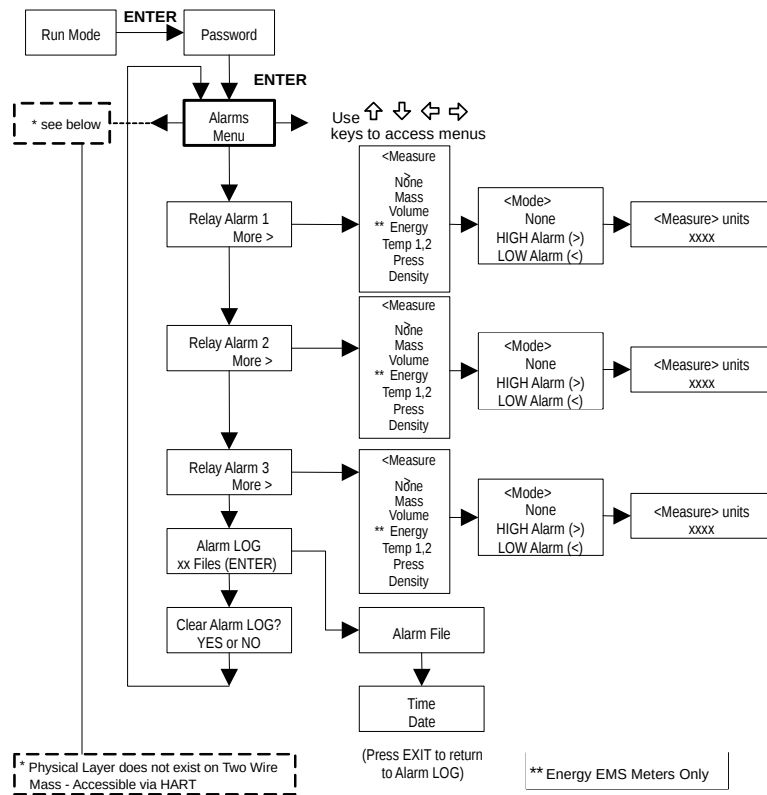 ENTER
Run Mode
Password
ENTER
* see below
Alarms
Menu
Use
keys to access menus
Relay Alarm 1
More >
<Measure
>
None
Mass
Volume
** Energy
Temp 1,2
Press
Density
<Mode>
None
HIGH Alarm (>)
LOW Alarm (<)
<Measure> units
xxxx
Relay Alarm 2
More >
<Measure
>
None
Mass
Volume
** Energy
Temp 1,2
Press
Density
<Mode>
None
HIGH Alarm (>)
LOW Alarm (<)
<Measure> units
xxxx
Relay Alarm 3
More >
<Measure
>
None
Mass
Volume
** Energy
Temp 1,2
Press
Density
<Mode>
None
HIGH Alarm (>)
LOW Alarm (<)
<Measure> units
xxxx
Alarm LOG
xx Files (ENTER)
Clear Alarm LOG?
YES or NO
Alarm File
Time
Date
(Press EXIT to return
to Alarm LOG)
* Physical Layer does not exist on Two Wire
Mass - Accessible via HART
** Energy EMS Meters Only